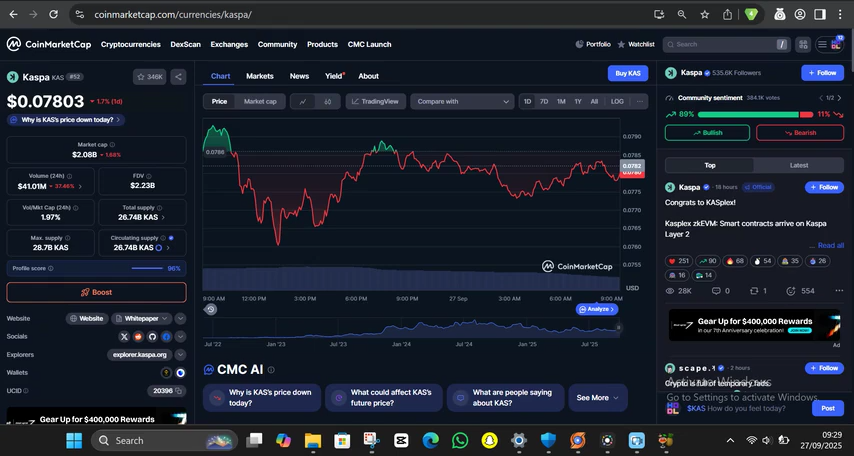 coinmarketcap.com/currencies/kaspa/
CoinMarketCap
Cryptocurrencies
DexScan
Exchanges
Community
Products
CMC Launch
Portfolio
Watchlist
Search
/
12
Kaspa KAS #52
346K
$0.07803 1.7% (1d)
Why is KAS's price down today?
Market cap
$2.08B 1.68%
Volume (24h)
$41.01M 37.46%
FDV
$2.23B
Vol/Mkt Cap (24h)
1.97%
Total supply
26.74B KAS
Max. supply
28.7B KAS
Circulating supply
26.74B KAS
Profile score
96%
Boost
Website
Website
Whitepaper
Socials
Explorers
explorer.kaspa.org
Wallets
UCID
20396
Gear Up for $400,000 Rewards
Chart
Markets
News
Yield
About
Buy KAS
Price
Market cap
TradingView
Compare with
1D
7D
1M
1Y
All
LOG
0.0786
0.0790
0.0785
0.0782
0.0780
0.0775
0.0770
0.0765
0.0760
0.0755
CoinMarketCap
USD
9:00 AM
12:00 PM
3:00 PM
6:00 PM
9:00 PM
27 Sep
3:00 AM
6:00 AM
9:00 AM
Analyze
Jul '22
Jan '23
Jul '23
Jan '24
Jul '24
Jan '25
Jul '25
CMC AI
Why is KAS's price down today?
What could affect KAS's future price?
What are people saying about KAS?
See More
Kaspa 535.6K Followers
+ Follow
Community sentiment 384.1K votes
1/2
89%
11%
Bullish
Bearish
Top
Latest
Kaspa · 18 hours Official
+ Follow
Congrats to KASplex!
Kasplex zkEVM: Smart contracts arrive on Kaspa
Layer 2
... Read all
251
90
68
54
35
26
16
14
28K
0
1
554
Gear Up for $400,000 Rewards
in our 7th Anniversary celebration!
Ad
scape. · 2 hours
+ Follow
Crypto is full of temporary fads.
Activate Windows
Go to Settings to activate Windows.
$KAS How do you feel today?
Post
Search
09:29
27/09/2025